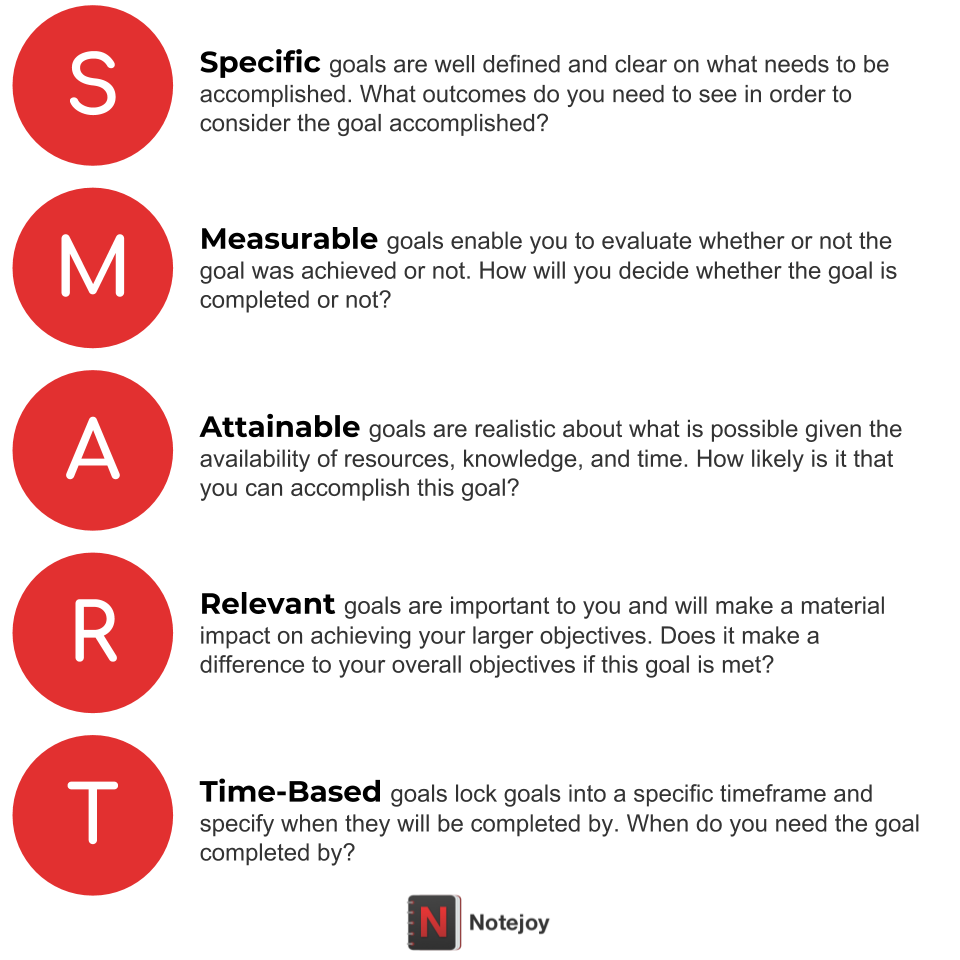 S
Specific goals are well defined and clear on what needs to be
accomplished. What outcomes do you need to see in order to
consider the goal accomplished?
M
Measurable goals enable you to evaluate whether or not the
goal was achieved or not. How will you decide whether the goal is
completed or not?
A
Attainable goals are realistic about what is possible given the
availability of resources, knowledge, and time. How likely is it that
you can accomplish this goal?
R
Relevant goals are important to you and will make a material
impact on achieving your larger objectives. Does it make a
difference to your overall objectives if this goal is met?
T
Time-Based goals lock goals into a specific timeframe and
specify when they will be completed by. When do you need the goal
completed by?
N Notejoy